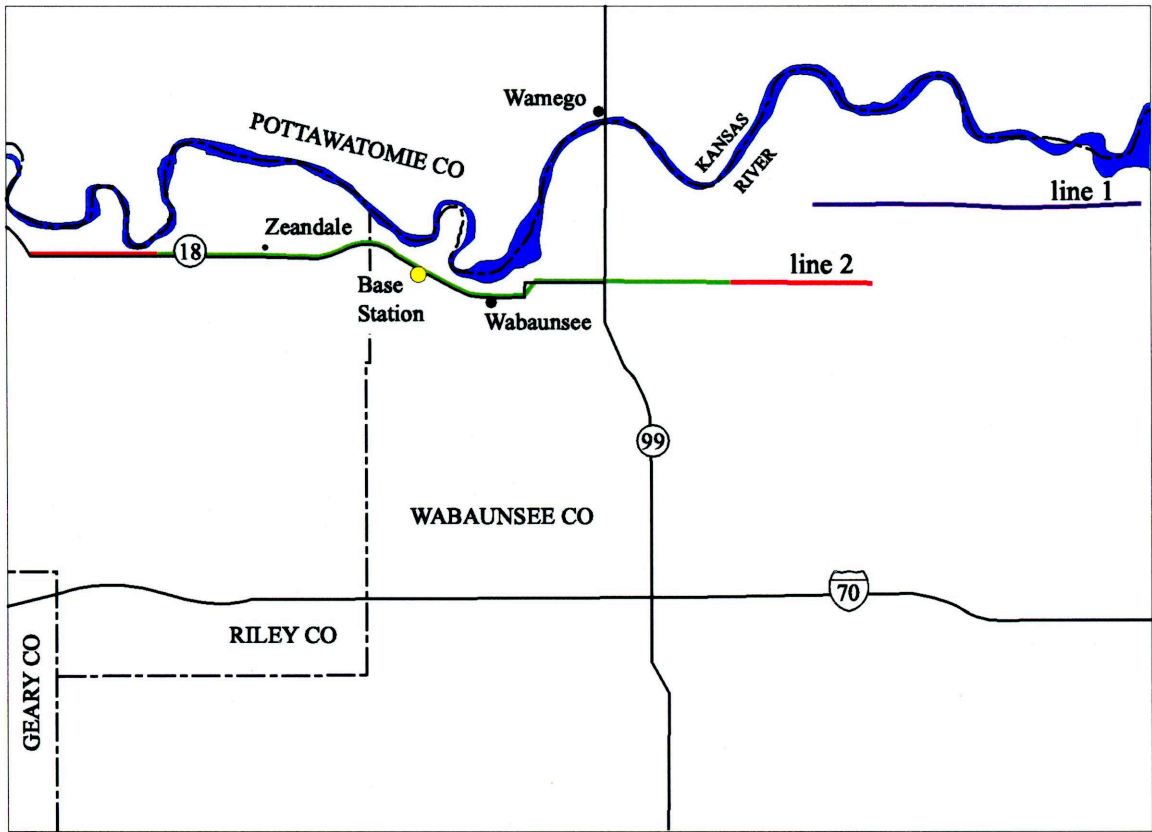 Wamego
POTTAWATOMIE CO
KANSAS
RIVER
line 1
Zeandale
18
line 2
Base
Station
Wabaunsee
99
WABAUNSEE CO
70
RILEY CO
GEARY CO